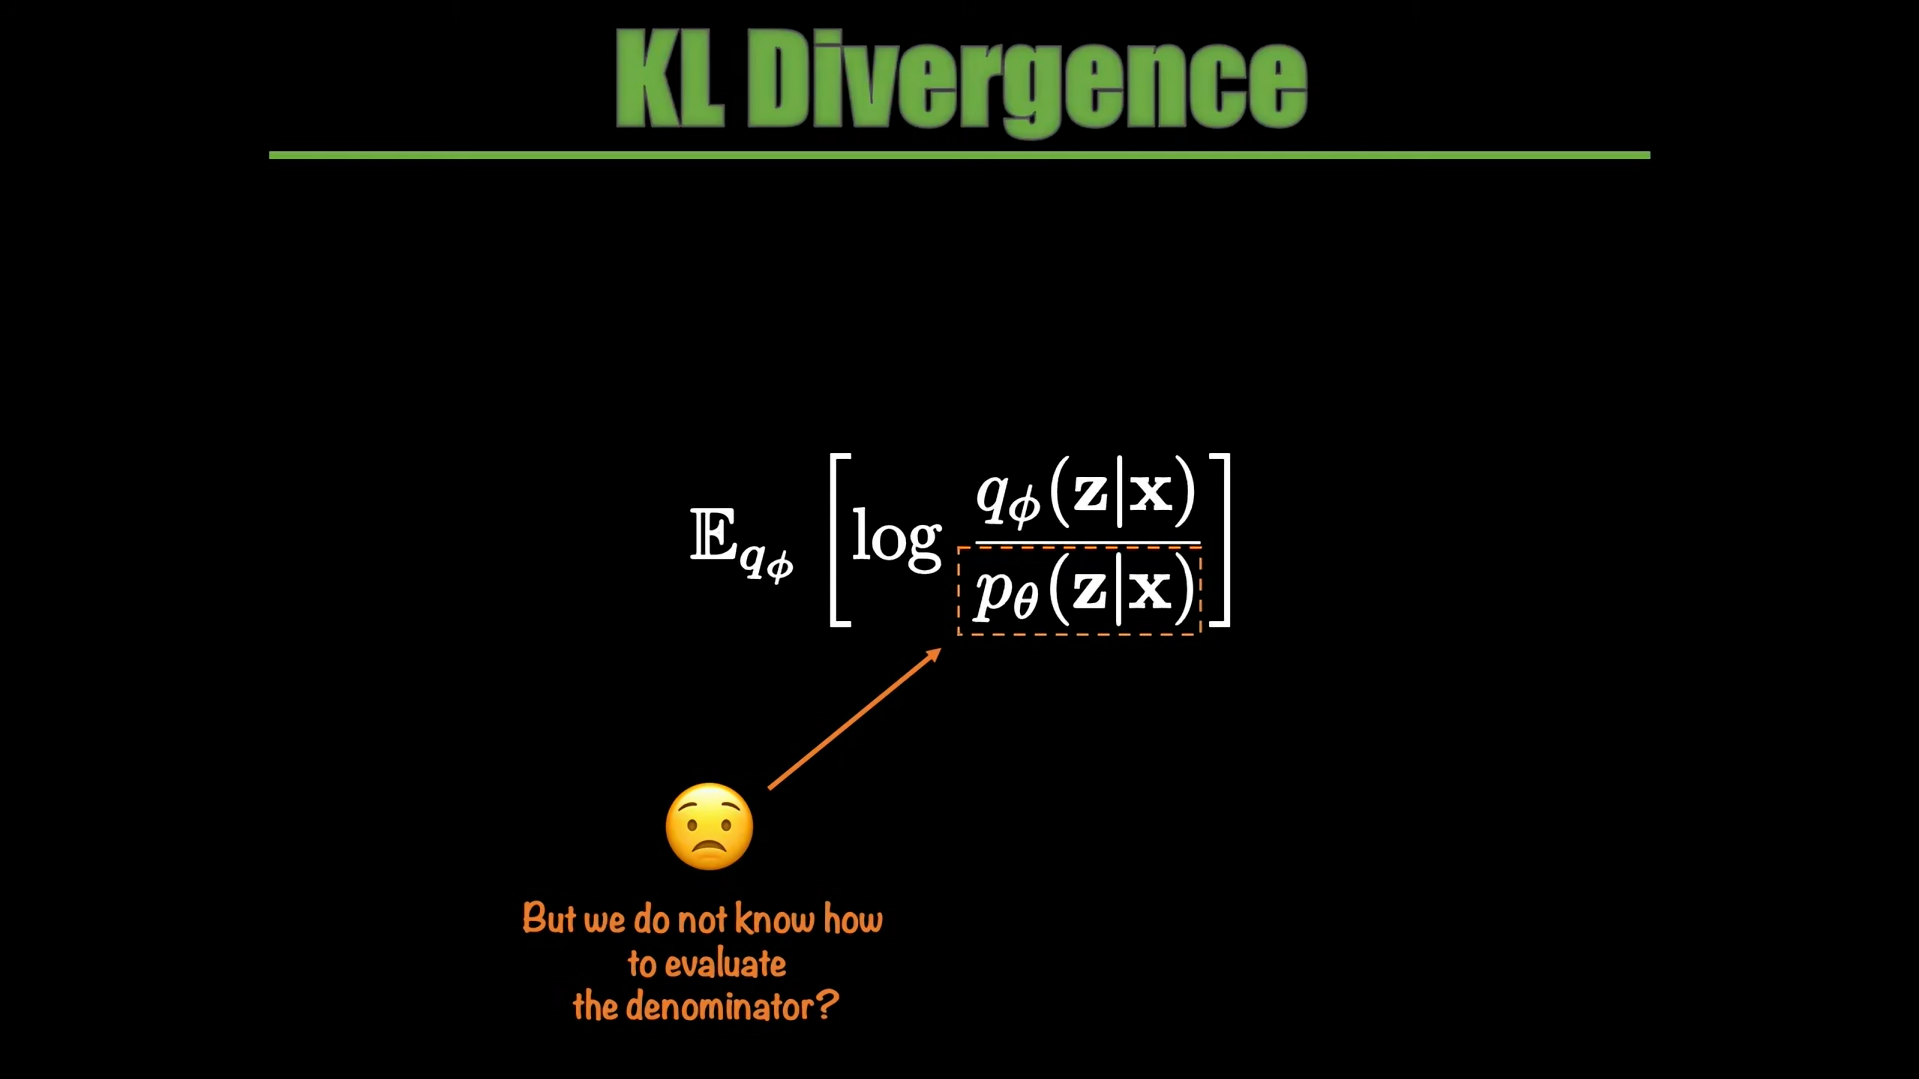 KL Divergence
𝔼_{q_ϕ} [log q_ϕ(𝐳|𝐱) / p_θ(𝐳|𝐱)]
But we do not know how
to evaluate
the denominator?